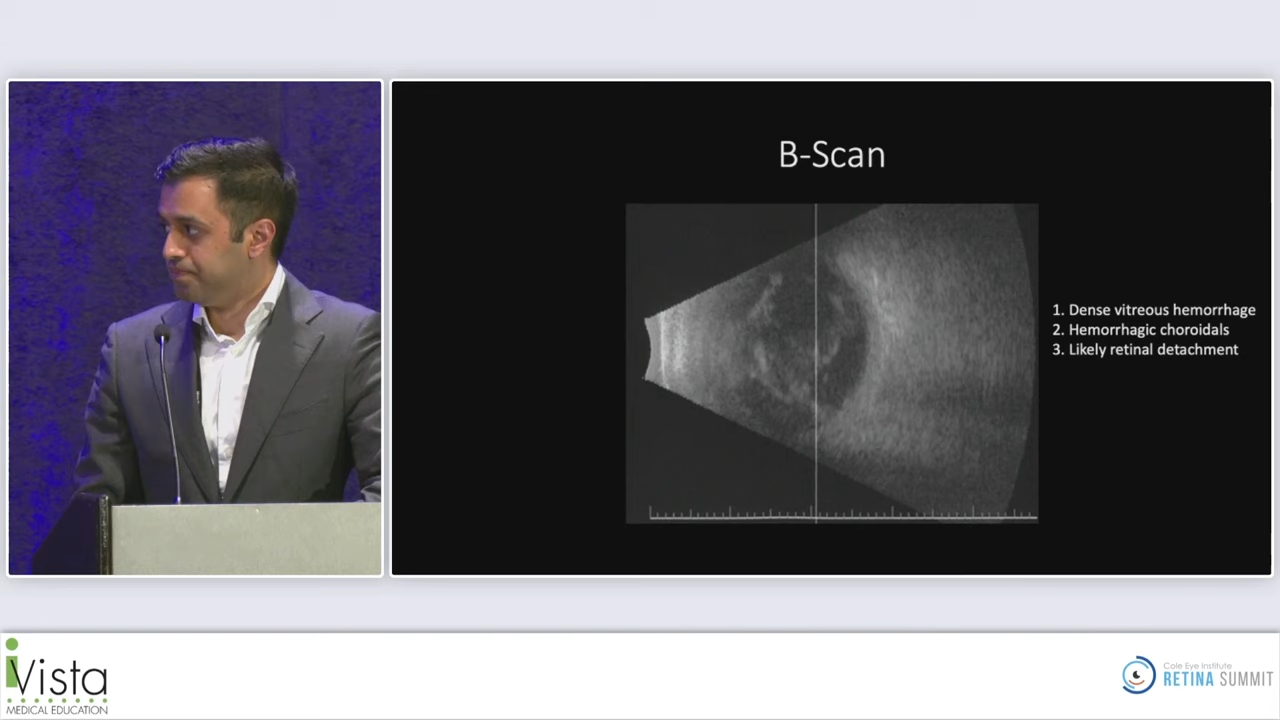 B-Scan
1. Dense vitreous hemorrhage
2. Hemorrhagic choroidals
3. Likely retinal detachment
iVista
MEDICAL EDUCATION
Cole Eye Institute
RETINA SUMMIT